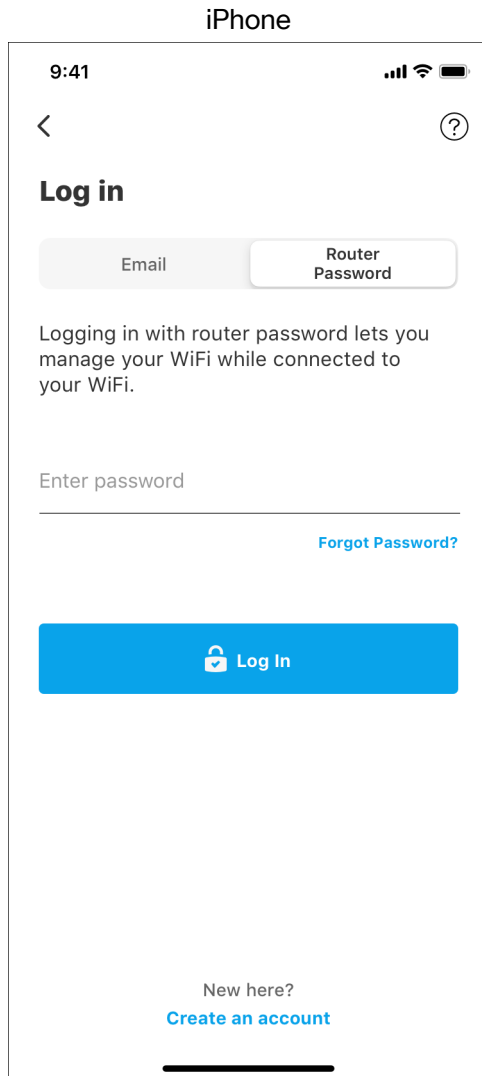 iPhone
9:41
?
Log in
Email
Router
Password
Logging in with router password lets you
manage your WiFi while connected to
your WiFi.
Enter password
Forgot Password?
Log In
New here?
Create an account